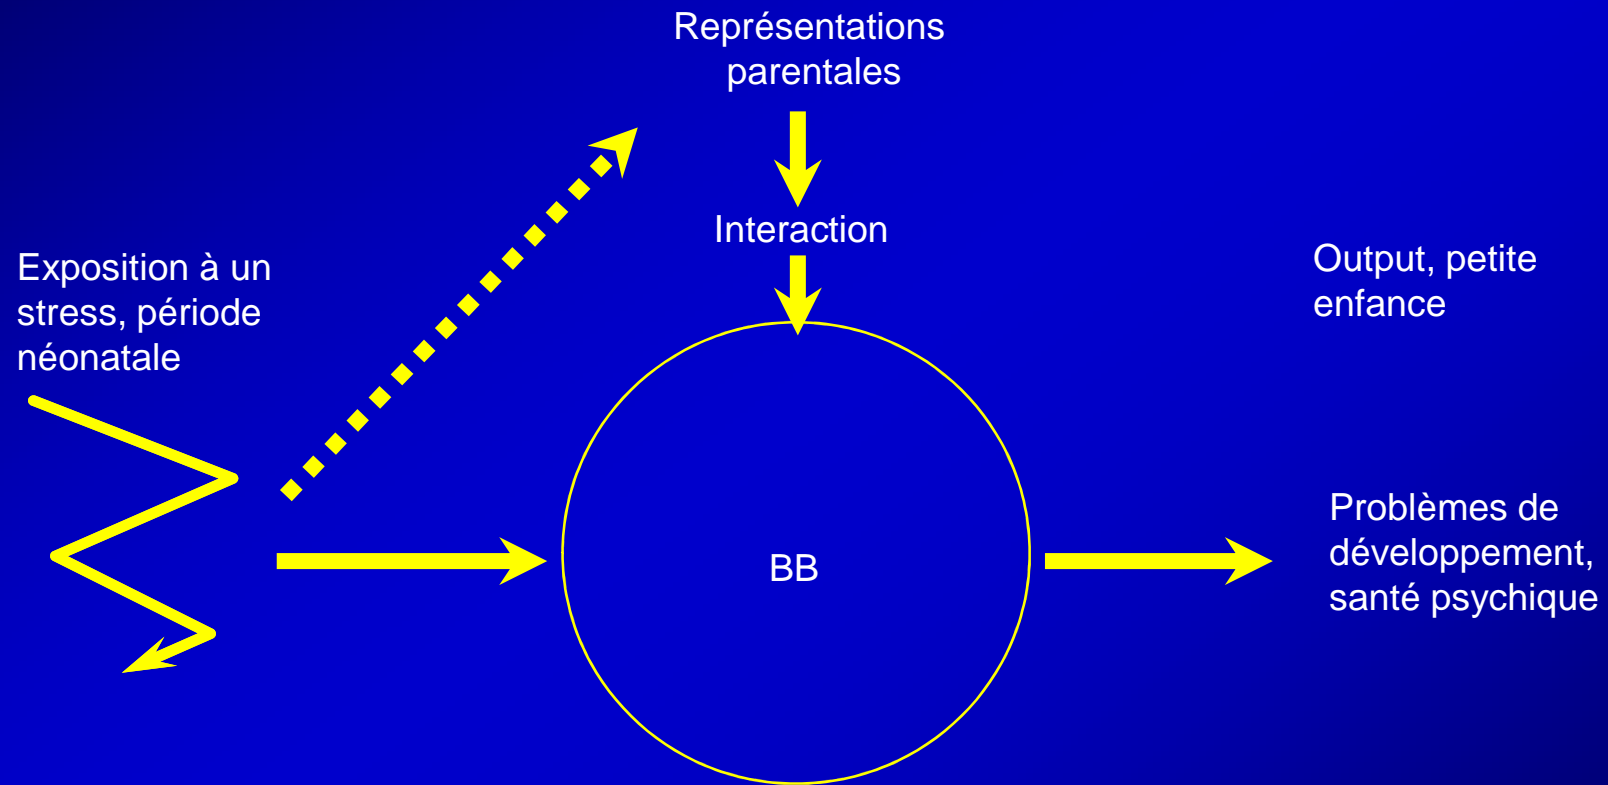 Représentations
parentales
Interaction
Exposition à un
stress, période
néonatale
Output, petite
enfance
BB
Problèmes de
développement,
santé psychique